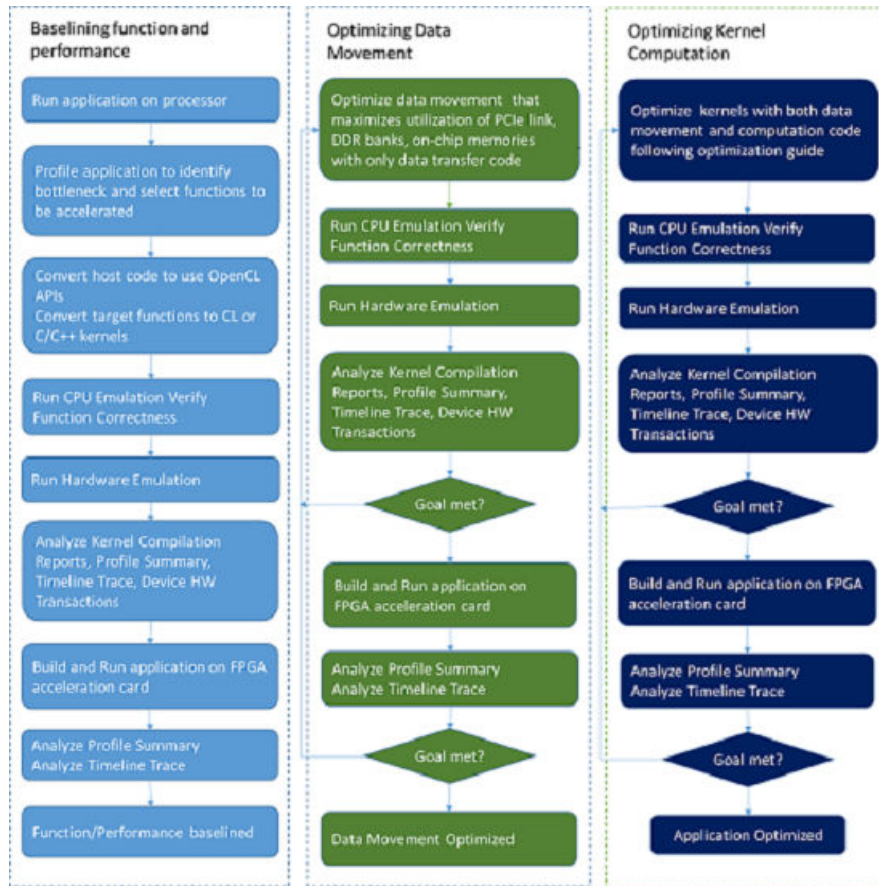 Baselining function and
performance
Run application on processor
Profile application to identify
bottleneck and select functions to
be accelerated
Convert host code to use OpenCL
APIs
Convert target functions to CL or
C/C++ kernels
Run CPU Emulation Verify
Function Correctness
Run Hardware Emulation
Analyze Kernel Compilation
Reports, Profile Summary,
Timeline Trace, Device HW
Transactions
Build and Run application on FPGA
acceleration card
Analyze Profile Summary
Analyze Timeline Trace
Function/Performance baselined
Optimizing Data
Movement
Optimize data movement that
maximizes utilization of PCIe link,
DDR banks, on-chip memories
with only data transfer code
Run CPU Emulation Verify
Function Correctness
Run Hardware Emulation
Analyze Kernel Compilation
Reports, Profile Summary,
Timeline Trace, Device HW
Transactions
Goal met?
Build and Run application on
FPGA acceleration card
Analyze Profile Summary
Analyze Timeline Trace
Goal met?
Data Movement Optimized
Optimizing Kernel
Computation
Optimize kernels with both data
movement and computation code
following optimization guide
Run CPU Emulation Verify
Function Correctness
Run Hardware Emulation
Analyze Kernel Compilation
Reports, Profile Summary,
Timeline Trace, Device HW
Transactions
Goal met?
Build and Run application on FPGA
acceleration card
Analyze Profile Summary
Analyze Timeline Trace
Goal met?
Application Optimized